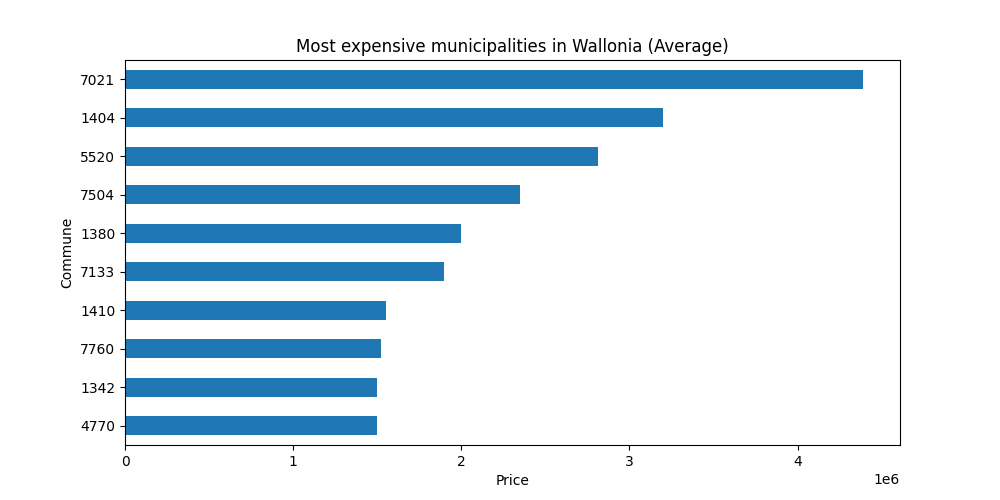 Most expensive municipalities in Wallonia (Average)
7021
1404
5520
7504
1380
7133
1410
7760
1342
4770
Commune
0 1 2 3 4
1e6
Price